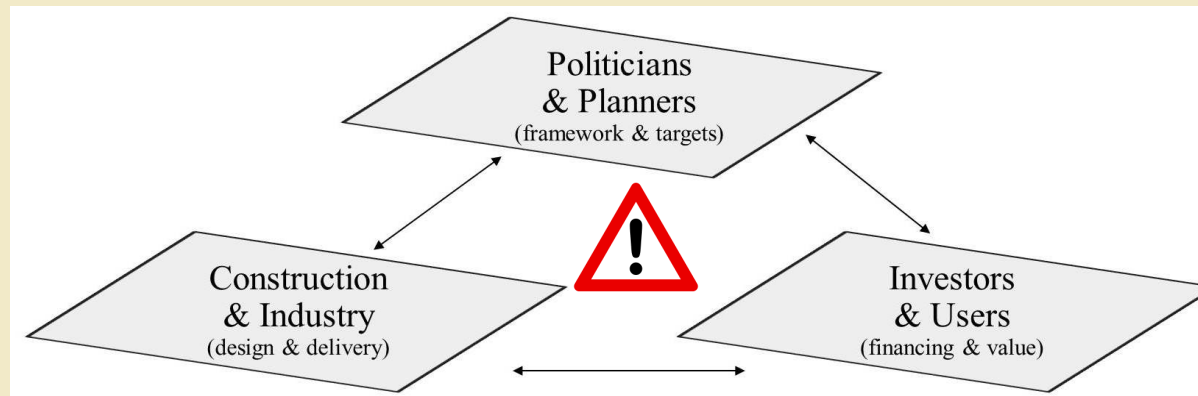 Politicians
& Planners
(framework & targets)
Construction
& Industry
(design & delivery)
Investors
& Users
(financing & value)